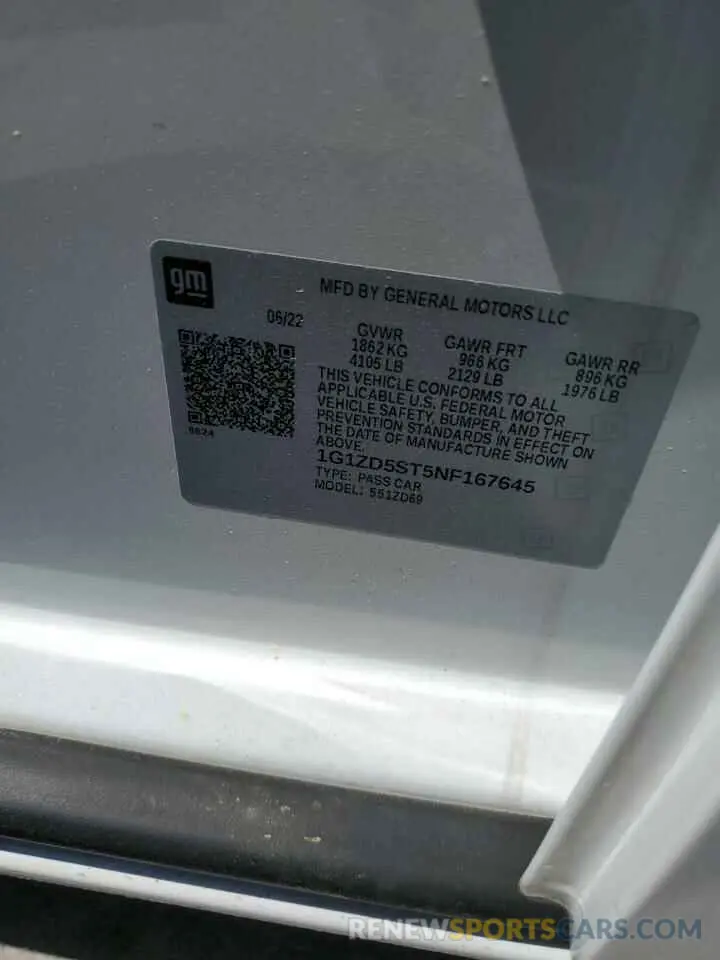 gm
MFD BY GENERAL MOTORS LLC
06/22
GVWR GAWR FRT GAWR RR
1862 KG 966 KG 896 KG
4105 LB 2129 LB 1976 LB
THIS VEHICLE CONFORMS TO ALL
APPLICABLE U.S. FEDERAL MOTOR
VEHICLE SAFETY, BUMPER, AND THEFT
PREVENTION STANDARDS IN EFFECT ON
THE DATE OF MANUFACTURE SHOWN
ABOVE.
1G1ZD5ST5NF167645
TYPE: PASS CAR
MODEL: 551ZD69
RENEWSPORTSCARS.COM